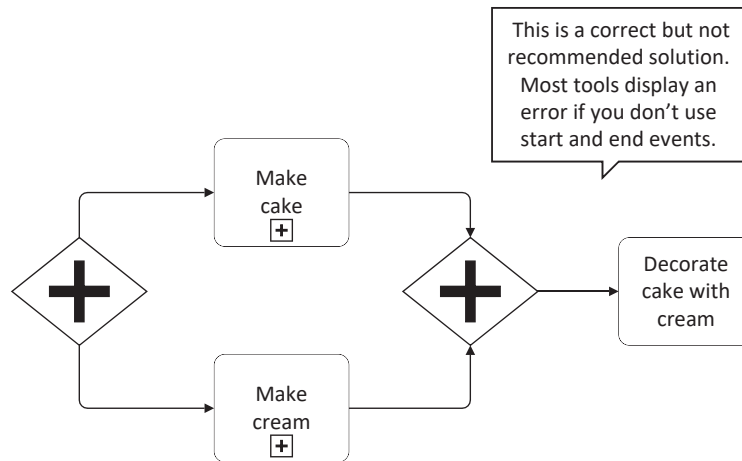 This is a correct but not
recommended solution.
Most tools display an
error if you don’t use
start and end events.
Make
cake
Decorate
cake with
cream
Make
cream